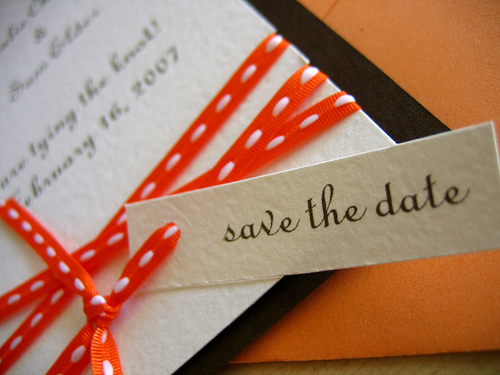 &
are tying the knot!
February 16, 2007
save the date